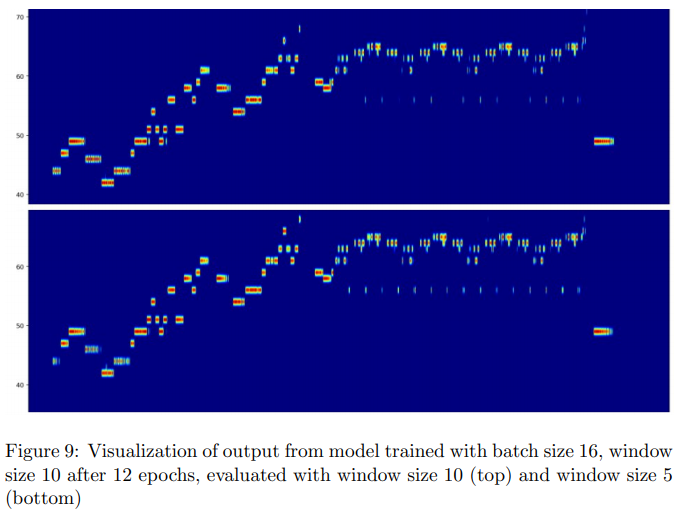 70
60
50
40
60
50
40
Figure 9: Visualization of output from model trained with batch size 16, window
size 10 after 12 epochs, evaluated with window size 10 (top) and window size 5
(bottom)